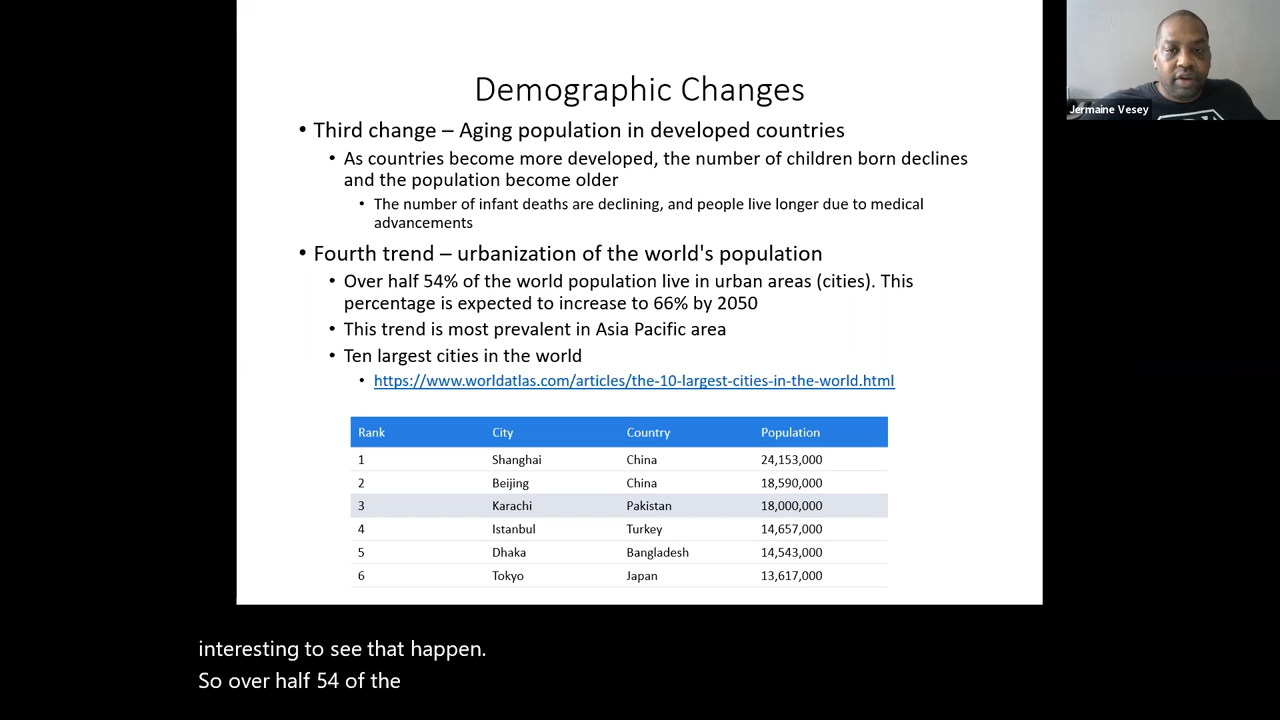 Demographic Changes
• Third change – Aging population in developed countries
• As countries become more developed, the number of children born declines
and the population become older
• The number of infant deaths are declining, and people live longer due to medical
advancements
• Fourth trend – urbanization of the world's population
• Over half 54% of the world population live in urban areas (cities). This
percentage is expected to increase to 66% by 2050
• This trend is most prevalent in Asia Pacific area
• Ten largest cities in the world
• https://www.worldatlas.com/articles/the-10-largest-cities-in-the-world.html
Rank City Country Population
1 Shanghai China 24,153,000
2 Beijing China 18,590,000
3 Karachi Pakistan 18,000,000
4 Istanbul Turkey 14,657,000
5 Dhaka Bangladesh 14,543,000
6 Tokyo Japan 13,617,000
Jermaine Vesey
interesting to see that happen.
So over half 54 of the